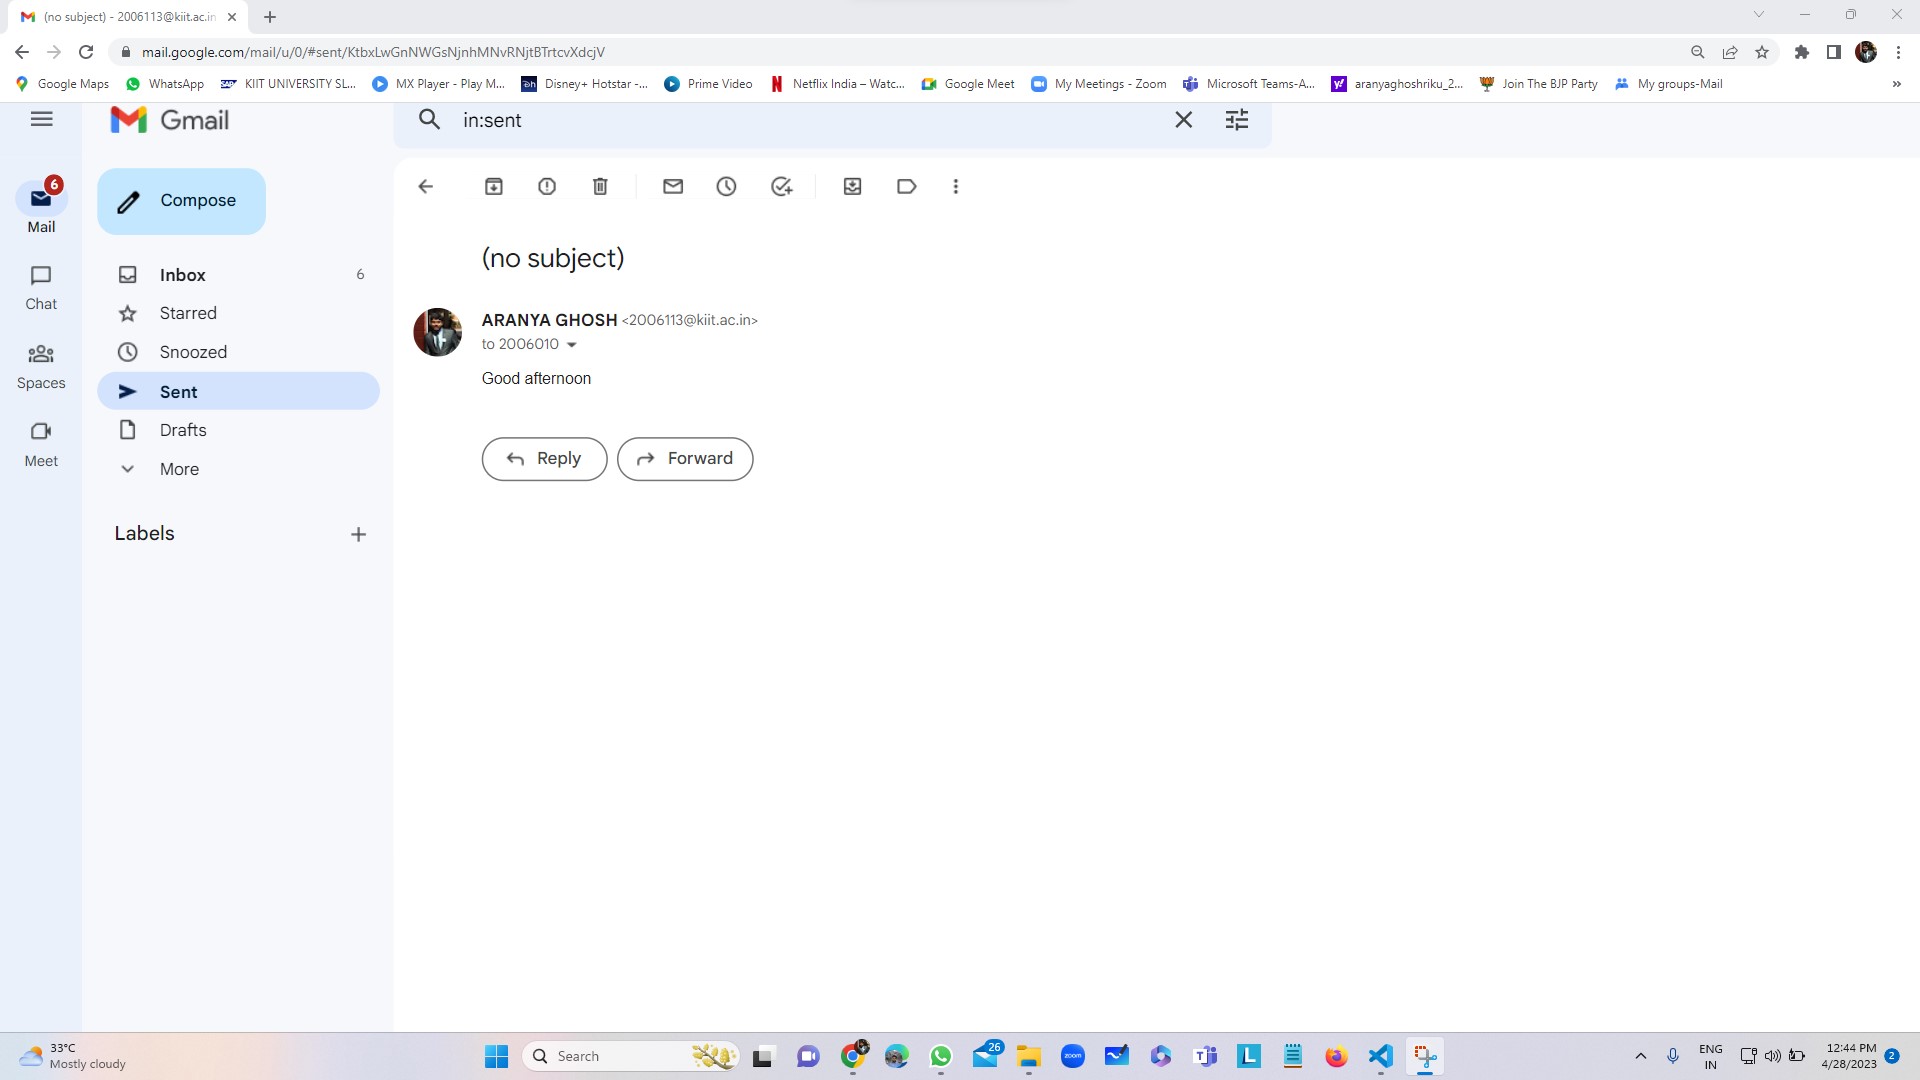 (no subject) - 2006113@kiit.ac.in
mail.google.com/mail/u/0/#sent/KtbxLwGnNWGsNjnhMNvRNjtBTrtcvXdcjV
Google Maps WhatsApp KIIT UNIVERSITY SL... MX Player - Play M... Disney+ Hotstar -... Prime Video Netflix India – Watc... Google Meet My Meetings - Zoom Microsoft Teams-A... aranyaghoshriku_2... Join The BJP Party My groups-Mail »
Gmail in:sent
6
Mail
Compose
Chat
Spaces
Meet
Inbox 6
Starred
Snoozed
Sent
Drafts
More
Labels
(no subject)
ARANYA GHOSH <2006113@kiit.ac.in>
to 2006010
Good afternoon
Reply Forward
33°C
Mostly cloudy
Search
26
zoom
ENG
IN
12:44 PM
4/28/2023
2